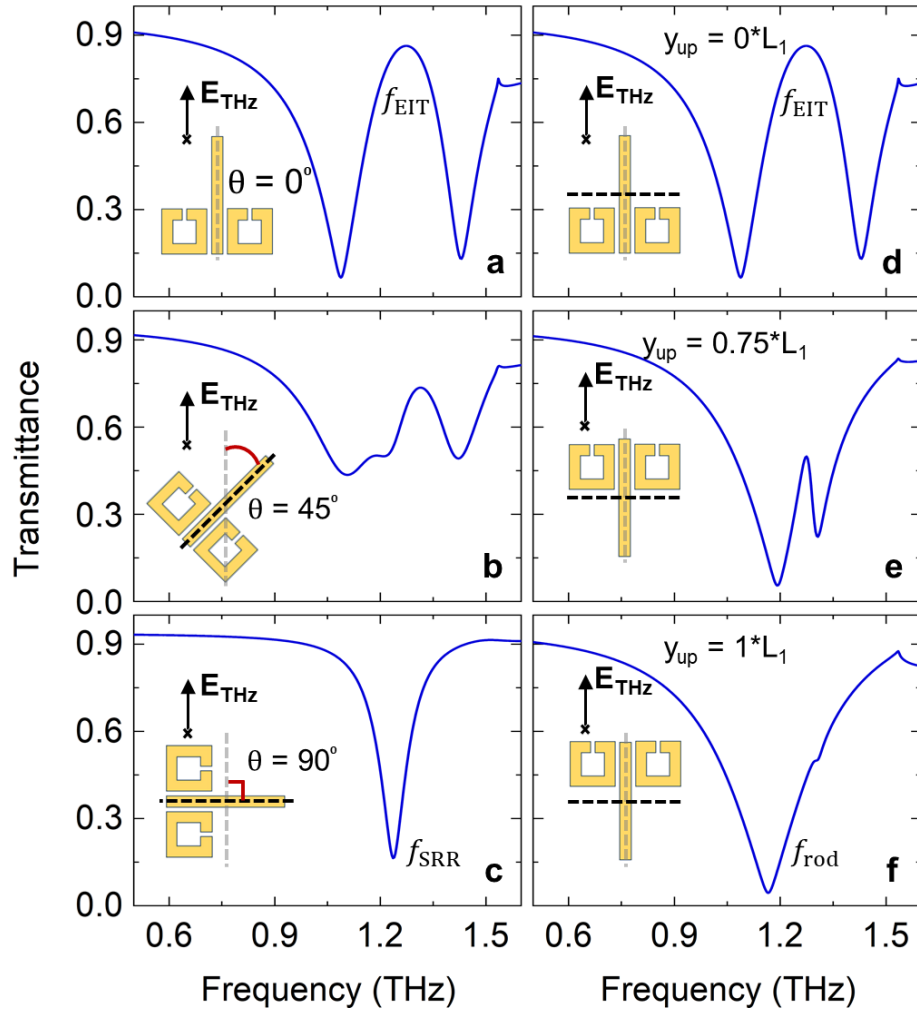 Transmittance
0.9
0.6
0.3
0.0
E_THz
θ = 0°
f_EIT
a
y_up = 0*L_1
E_THz
f_EIT
d
0.9
0.6
0.3
0.0
E_THz
θ = 45°
b
y_up = 0.75*L_1
E_THz
e
0.9
0.6
0.3
0.0
E_THz
θ = 90°
f_SRR
c
y_up = 1*L_1
E_THz
f_rod
f
0.6 0.9 1.2 1.5
0.6 0.9 1.2 1.5
Frequency (THz)
Frequency (THz)